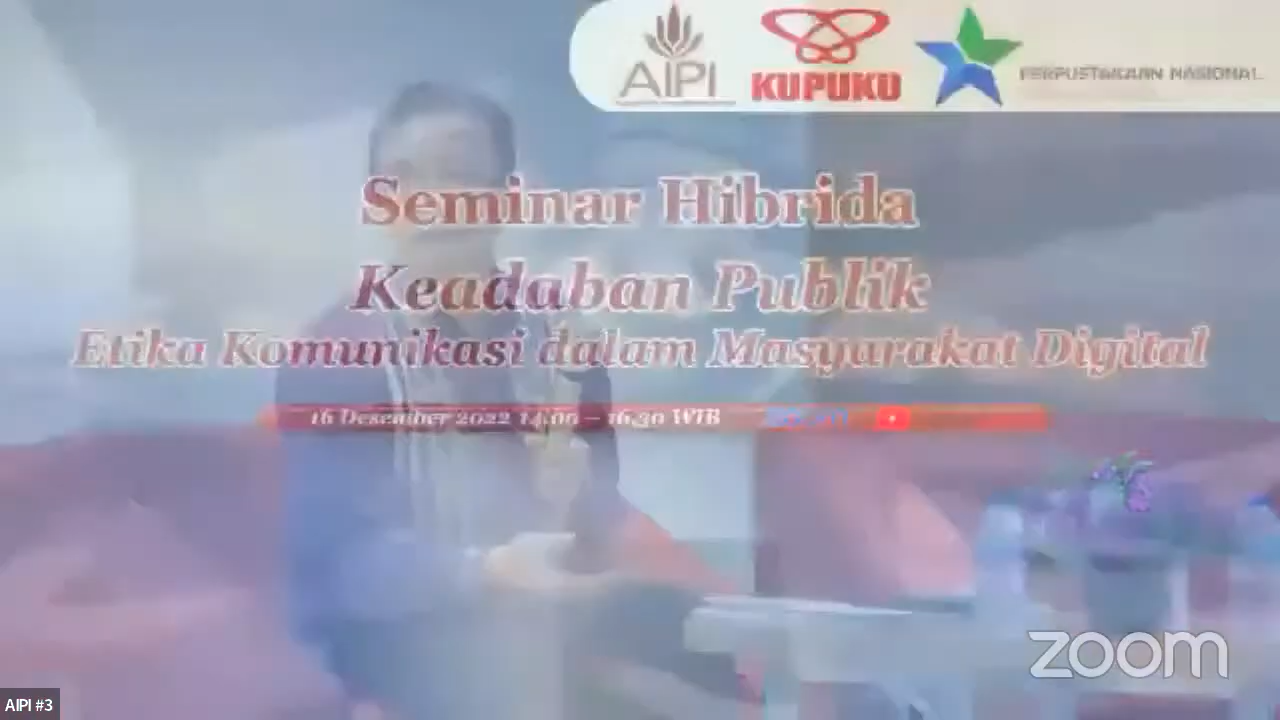 AIPI
KUPUKU
PERPUSTAKAAN NASIONAL
Seminar Hibrida
Keadaban Publik
Etika Komunikasi dalam Masyarakat Digital
16 Desember 2022 14.00 – 16.30 WIB
zoom
AIPI #3